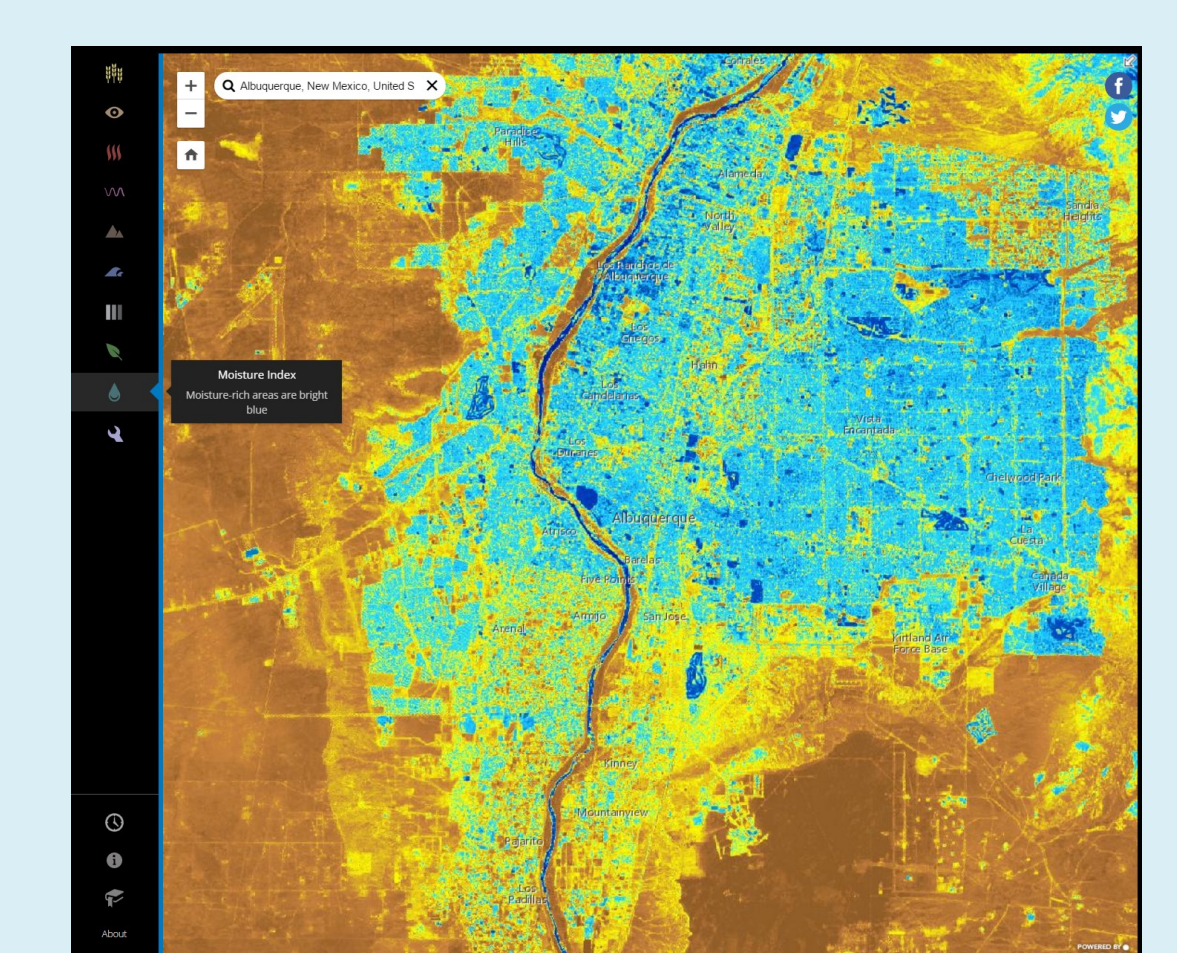 Corrales
Albuquerque, New Mexico, United S
Paradise
Hills
Alameda
Sandia
Heights
North
Valley
Los Ranchos de
Albuquerque
Los
Griegos
Hahn
Moisture Index
Moisture-rich areas are bright
blue
Los
Candelarias
Vista
Encantada
Los
Duranes
Chelwood Park
Albuquerque
Atrisco
La
Cuesta
Barelas
Five Points
Canada
Village
Armijo
San Jose
Arenal
Kirtland Air
Force Base
Kinney
Mountainview
Pajarito
Los
Padillas
About
POWERED BY